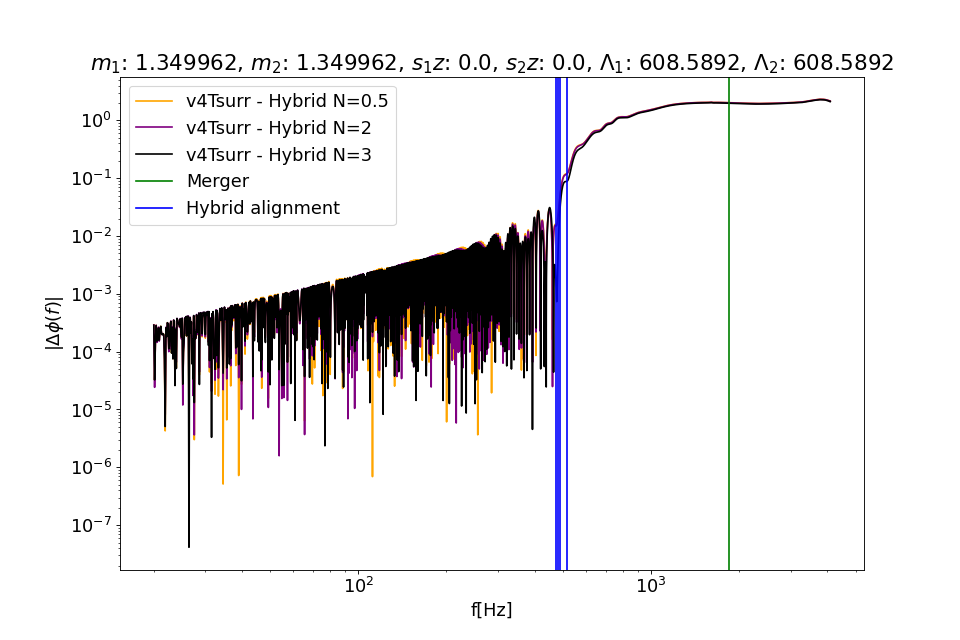 m₁: 1.349962, m₂: 1.349962, s₁z: 0.0, s₂z: 0.0, Λ₁: 608.5892, Λ₂: 608.5892
v4Tsurr - Hybrid N=0.5
v4Tsurr - Hybrid N=2
v4Tsurr - Hybrid N=3
Merger
Hybrid alignment
|Δϕ(f)|
10⁰
10⁻¹
10⁻²
10⁻³
10⁻⁴
10⁻⁵
10⁻⁶
10⁻⁷
10² 10³
f[Hz]